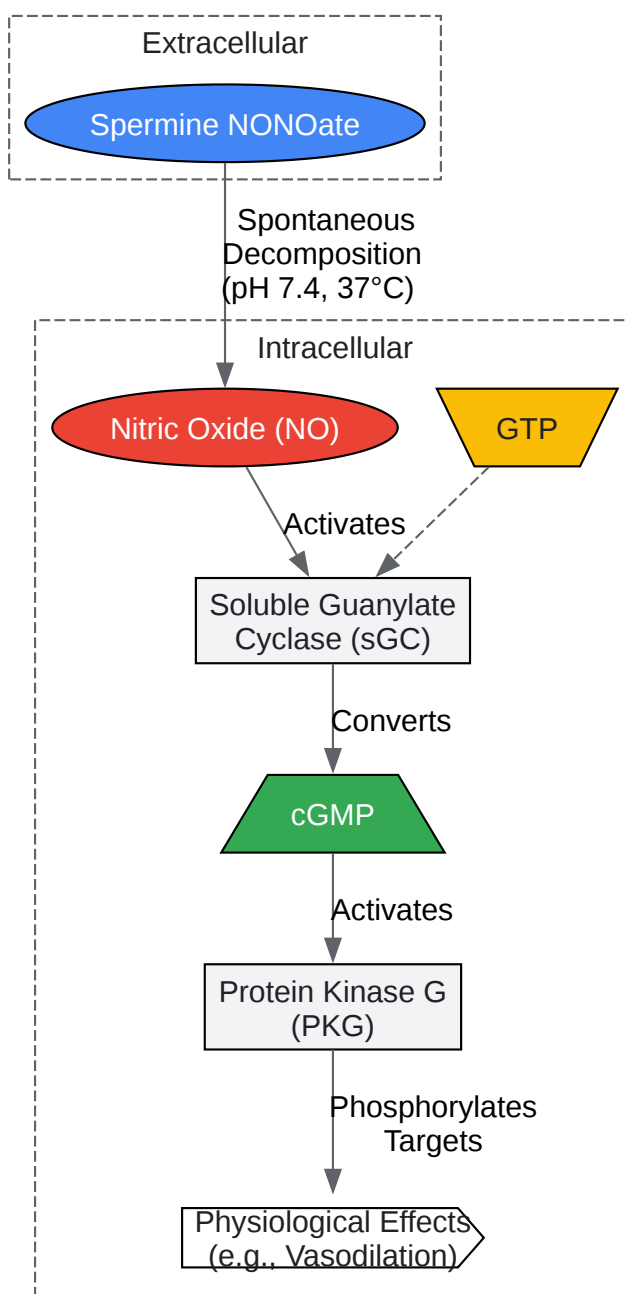 Extracellular
Spermine NONOate
Spontaneous
Decomposition
(pH 7.4, 37°C)
Intracellular
Nitric Oxide (NO)
GTP
Activates
Soluble Guanylate
Cyclase (sGC)
Converts
cGMP
Activates
Protein Kinase G
(PKG)
Phosphorylates
Targets
Physiological Effects
(e.g., Vasodilation)